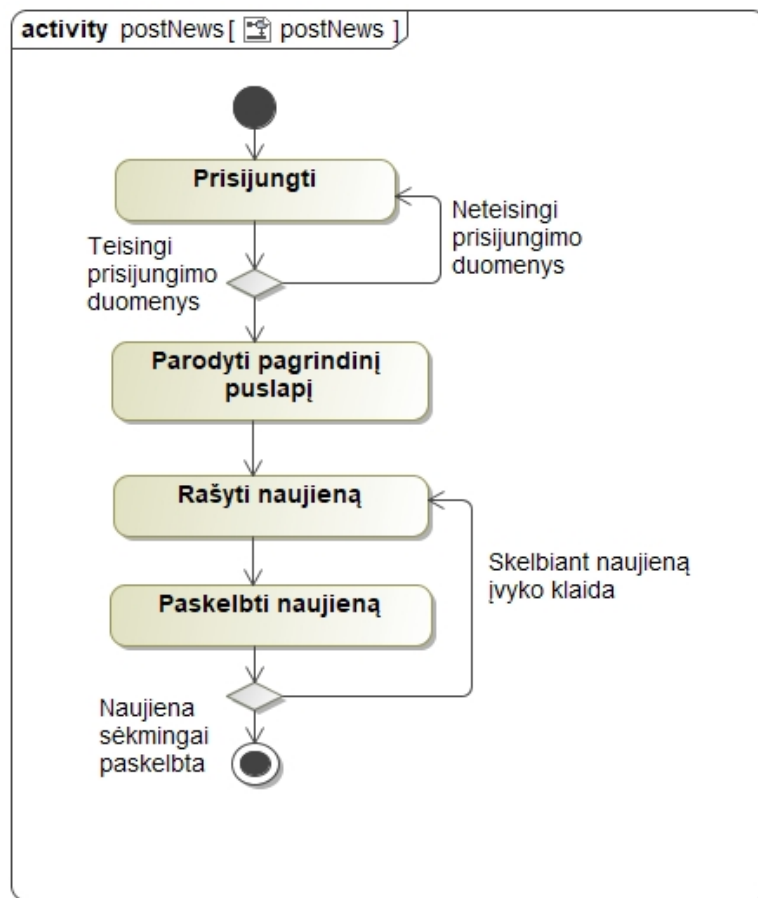 activity postNews [ postNews ]
Prisijungti
Neteisingi
prisijungimo
duomenys
Teisingi
prisijungimo
duomenys
Parodyti pagrindinį
puslapį
Rašyti naujieną
Skelbiant naujieną
įvyko klaida
Paskelbti naujieną
Naujiena
sėkmingai
paskelbta